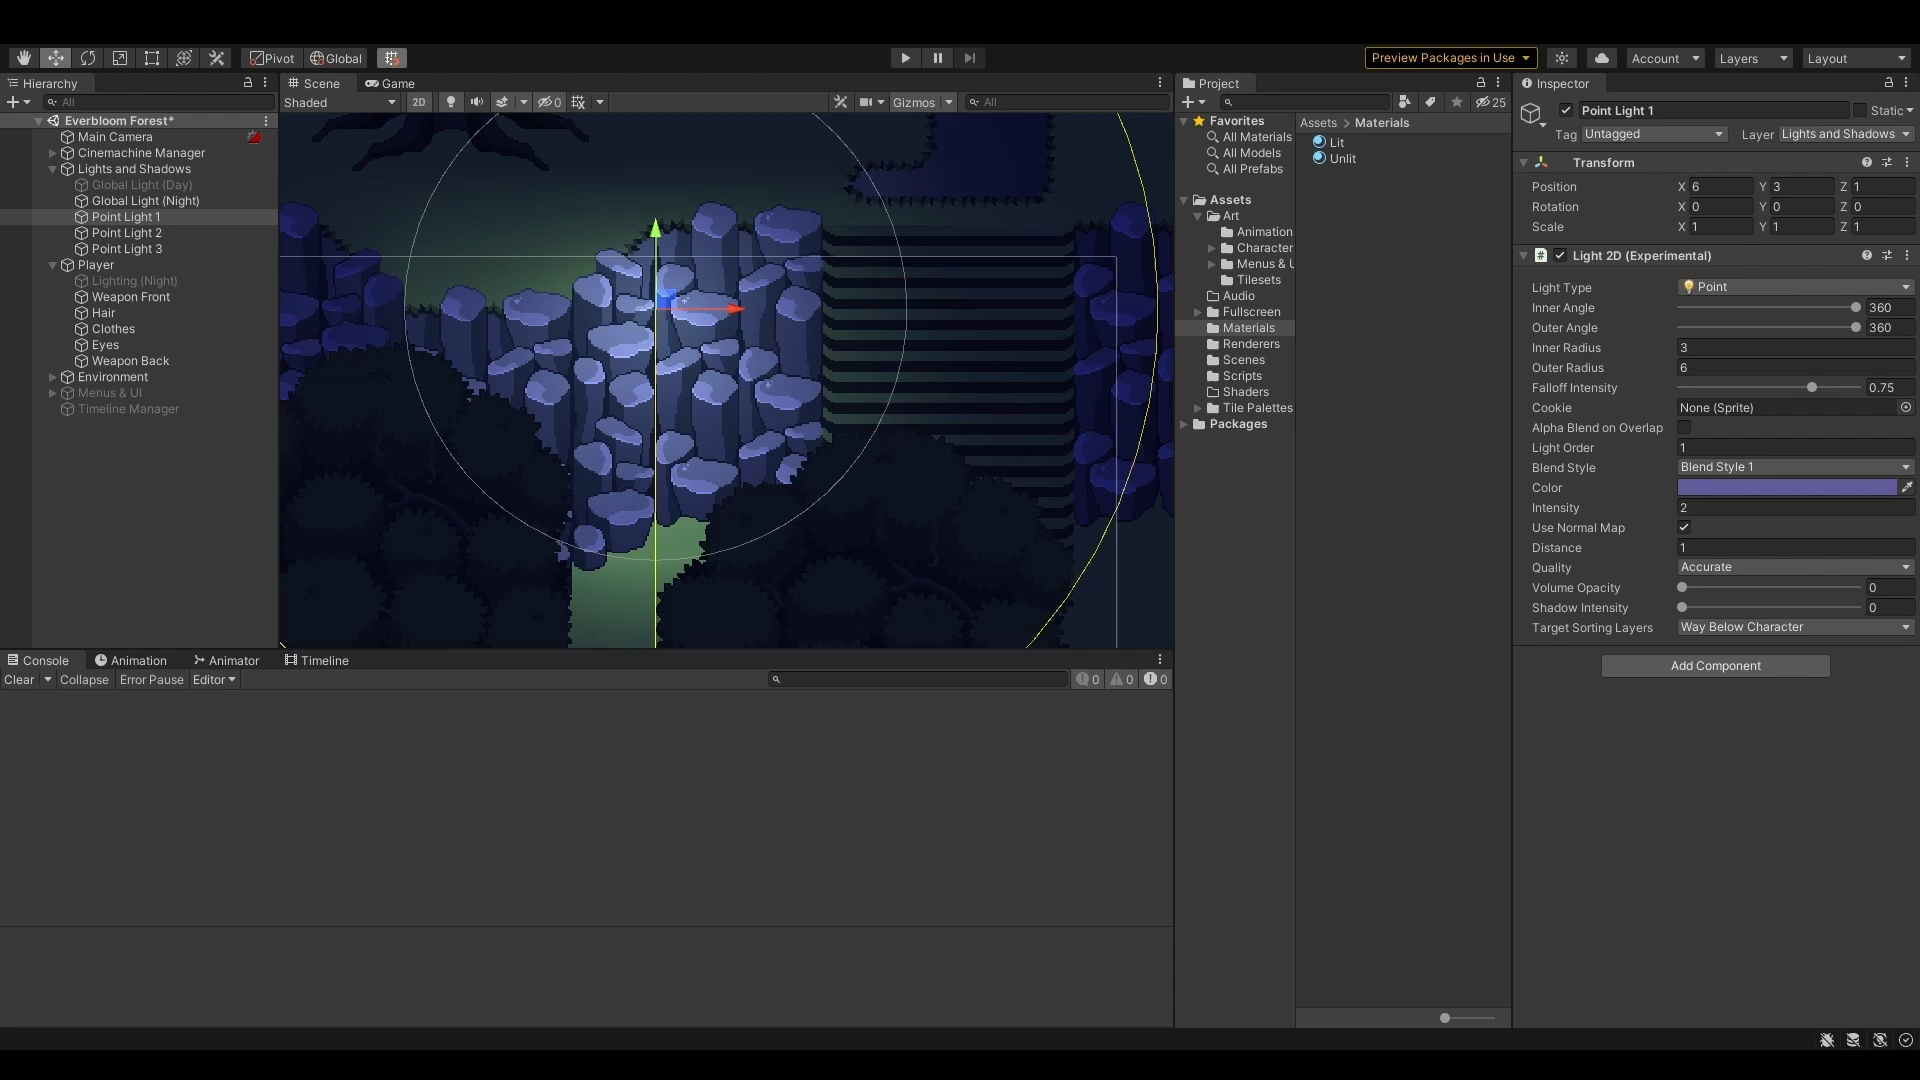 Pivot
Global
Preview Packages in Use
Account
Layers
Layout
Hierarchy
All
Everbloom Forest*
Main Camera
Cinemachine Manager
Lights and Shadows
Global Light (Day)
Global Light (Night)
Point Light 1
Point Light 2
Point Light 3
Player
Lighting (Night)
Weapon Front
Hair
Clothes
Eyes
Weapon Back
Environment
Menus & UI
Timeline Manager
Scene
Game
Shaded
2D
0
Gizmos
All
Project
25
Favorites
All Materials
All Models
All Prefabs
Assets
Art
Animation
Character
Menus & U
Tilesets
Audio
Fullscreen
Materials
Renderers
Scenes
Scripts
Shaders
Tile Palettes
Packages
Assets > Materials
Lit
Unlit
Inspector
Point Light 1
Static
Tag Untagged
Layer Lights and Shadows
Transform
Position X 6 Y 3 Z 1
Rotation X 0 Y 0 Z 0
Scale X 1 Y 1 Z 1
# Light 2D (Experimental)
Light Type Point
Inner Angle 360
Outer Angle 360
Inner Radius 3
Outer Radius 6
Falloff Intensity 0.75
Cookie None (Sprite)
Alpha Blend on Overlap
Light Order 1
Blend Style Blend Style 1
Color
Intensity 2
Use Normal Map
Distance 1
Quality Accurate
Volume Opacity 0
Shadow Intensity 0
Target Sorting Layers Way Below Character
Add Component
Console
Animation
Animator
Timeline
Clear
Collapse
Error Pause
Editor
0
0
0